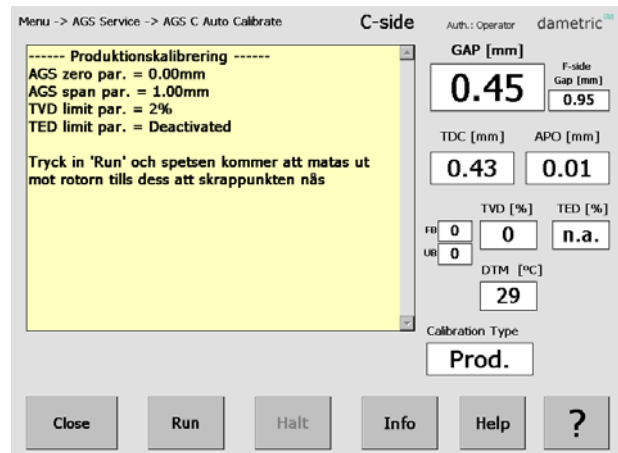 Menu -> AGS Service -> AGS C Auto Calibrate
C-side
Auth.: Operator
dametric
------ Produktionskalibrering ------
AGS zero par. = 0.00mm
AGS span par. = 1.00mm
TVD limit par. = 2%
TED limit par. = Deactivated
Tryck in 'Run' och spetsen kommer att matas ut
mot rotorn tills dess att skrappunkten nås
GAP [mm]
0.45
F-side
Gap [mm]
0.95
TDC [mm]
APO [mm]
0.43
0.01
TVD [%]
TED [%]
FB 0
UB 0
0
n.a.
DTM [ºC]
29
Calibration Type
Prod.
Close
Run
Halt
Info
Help
?